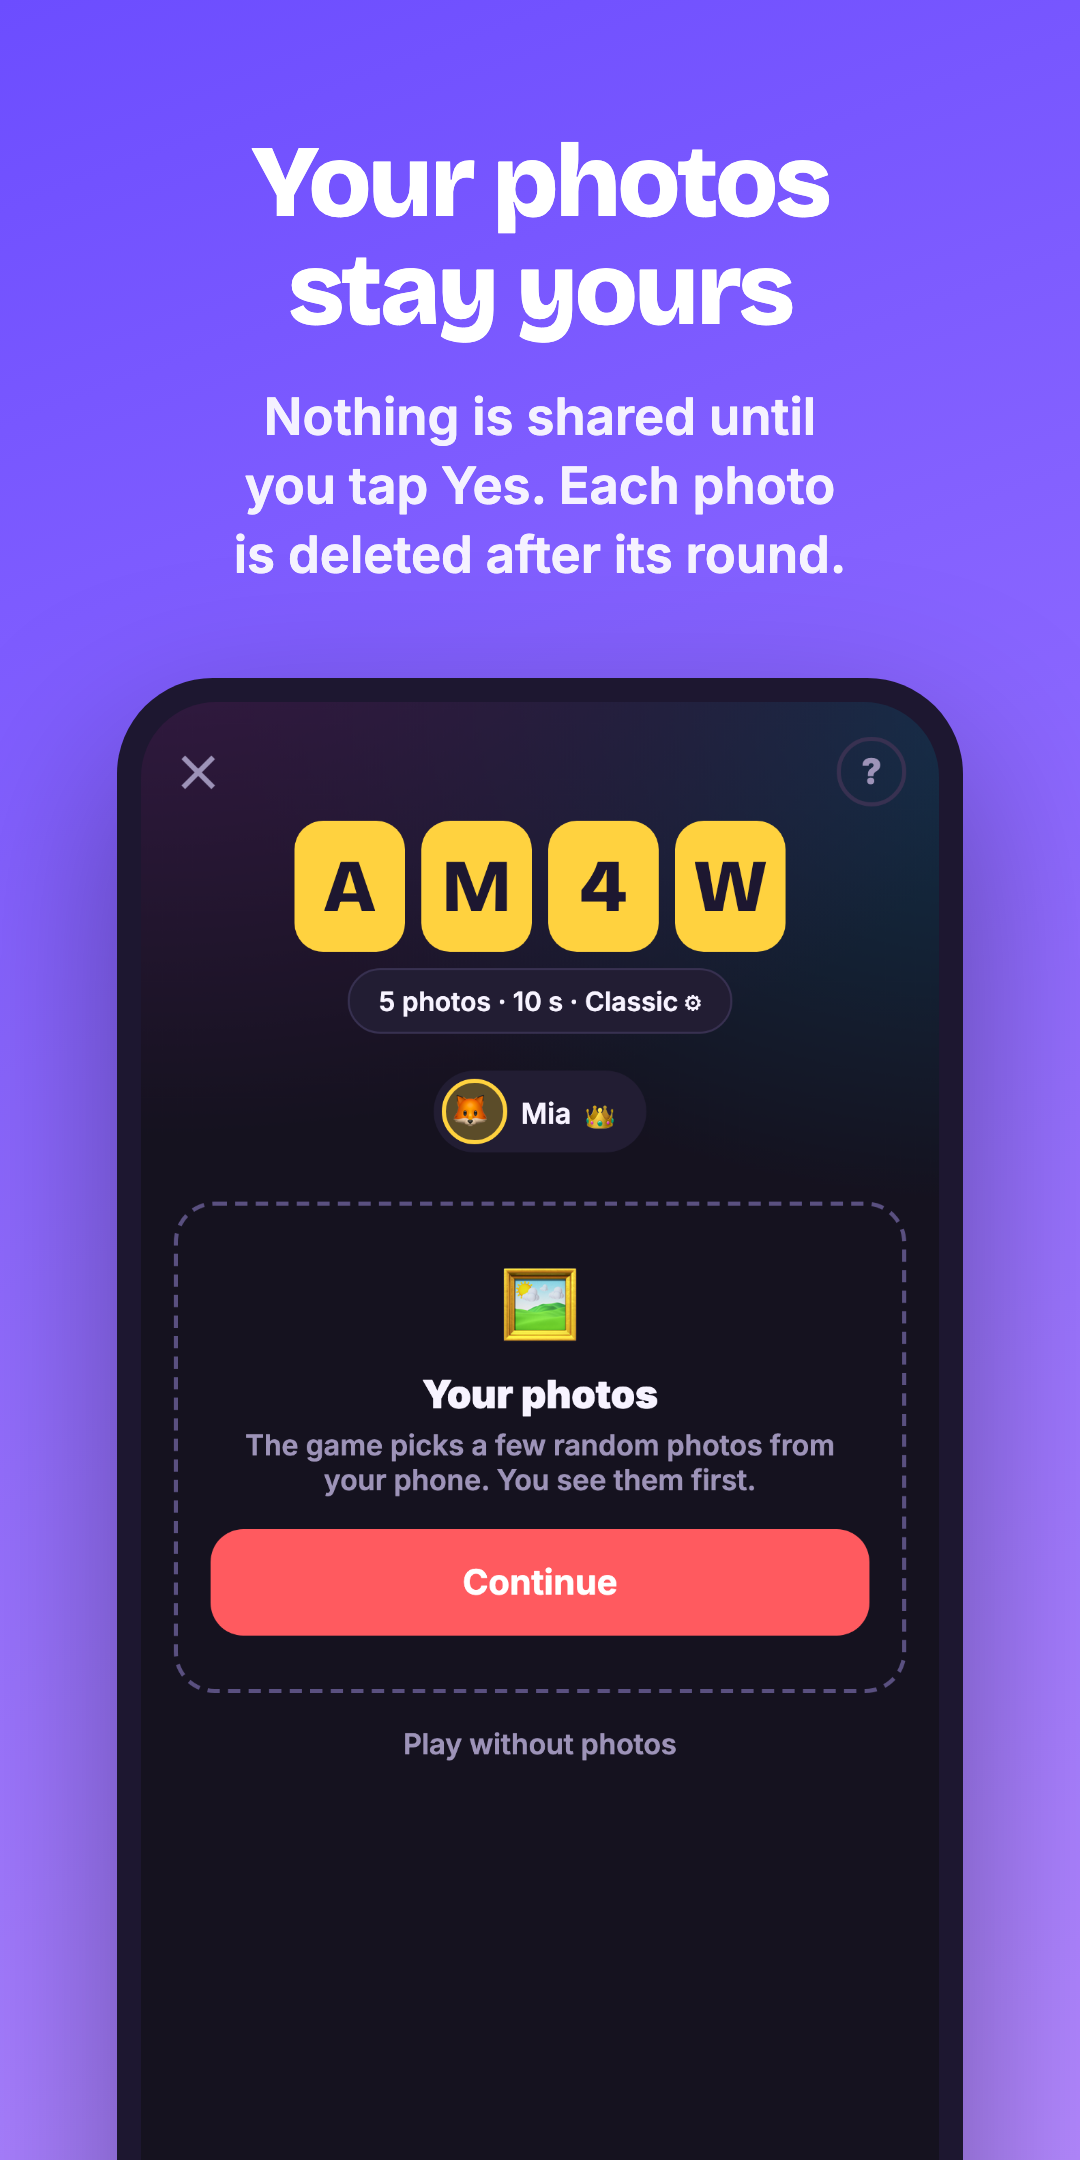 Your photos
stay yours
Nothing is shared until
you tap Yes. Each photo
is deleted after its round.
?
A M 4 W
5 photos · 10 s · Classic ⚙
Mia
Your photos
The game picks a few random photos from
your phone. You see them first.
Continue
Play without photos